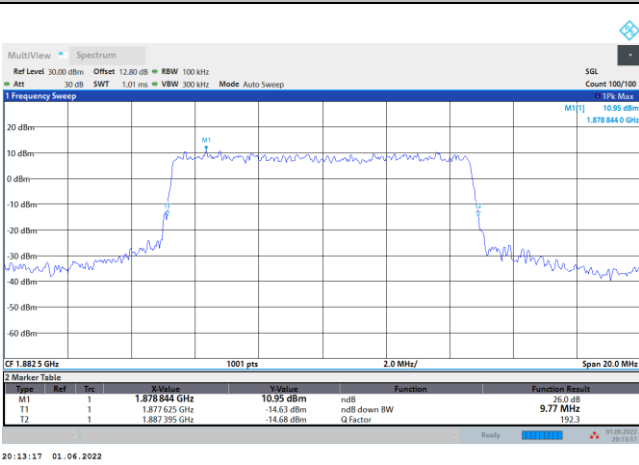 MultiView Spectrum
Ref Level 30.00 dBm Offset 12.80 dB RBW 100 kHz SGL
Att 30 dB SWT 1.01 ms VBW 300 kHz Mode Auto Sweep Count 100/100
1 Frequency Sweep 1Pk Max
M1[1] 10.95 dBm
1.878 844 0 GHz
20 dBm
M1
10 dBm
0 dBm
-10 dBm
T1 T2
-20 dBm
-30 dBm
-40 dBm
-50 dBm
-60 dBm
CF 1.882 5 GHz 1001 pts 2.0 MHz/ Span 20.0 MHz
2 Marker Table
Type Ref Trc X-Value Y-Value Function Function Result
M1 1 1.878 844 GHz 10.95 dBm ndB 26.0 dB
T1 1 1.877 625 GHz -14.63 dBm ndB down BW 9.77 MHz
T2 1 1.887 395 GHz -14.68 dBm Q Factor 192.3
Ready 01.06.2022
20:13:17
20:13:17 01.06.2022